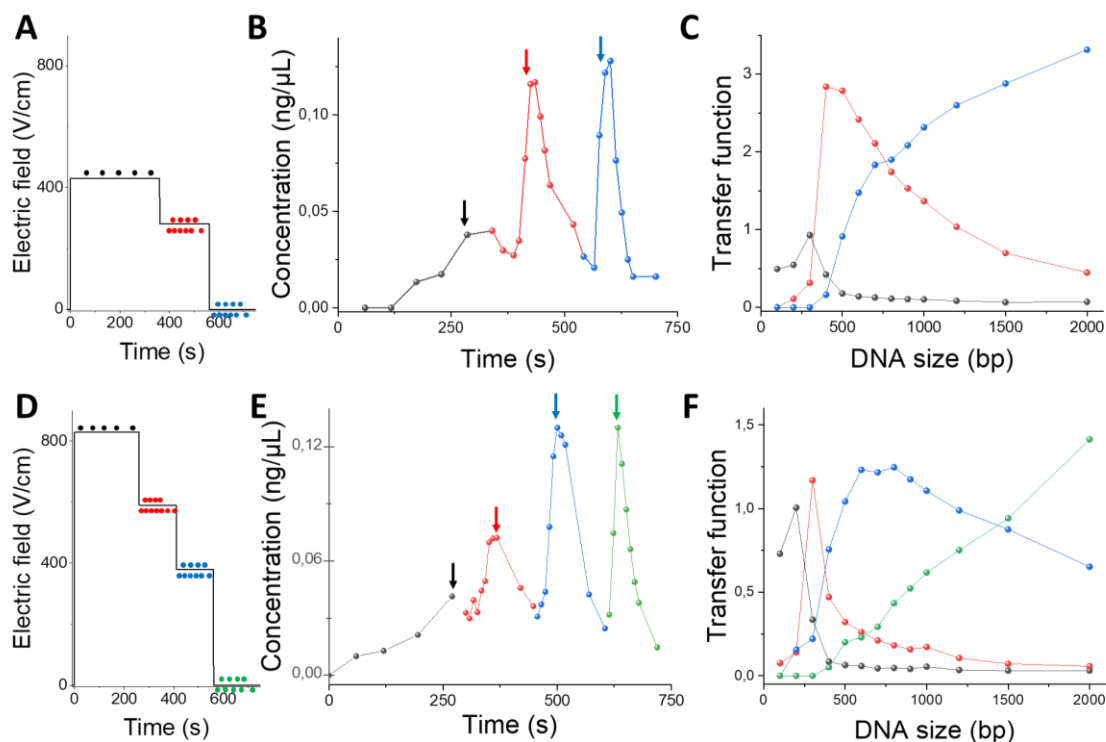 A
Electric field (V/cm)
800
400
0
0 200 400 600
Time (s)
B
Concentration (ng/µL)
0,10
0,05
0,00
0 250 500 750
Time (s)
C
Transfer function
3
2
1
0
0 500 1000 1500 2000
DNA size (bp)
D
Electric field (V/cm)
800
400
0
0 200 400 600
Time (s)
E
Concentration (ng/µL)
0,12
0,06
0,00
0 250 500 750
Time (s)
F
Transfer function
1,5
1,0
0,5
0,0
0 500 1000 1500 2000
DNA size (bp)